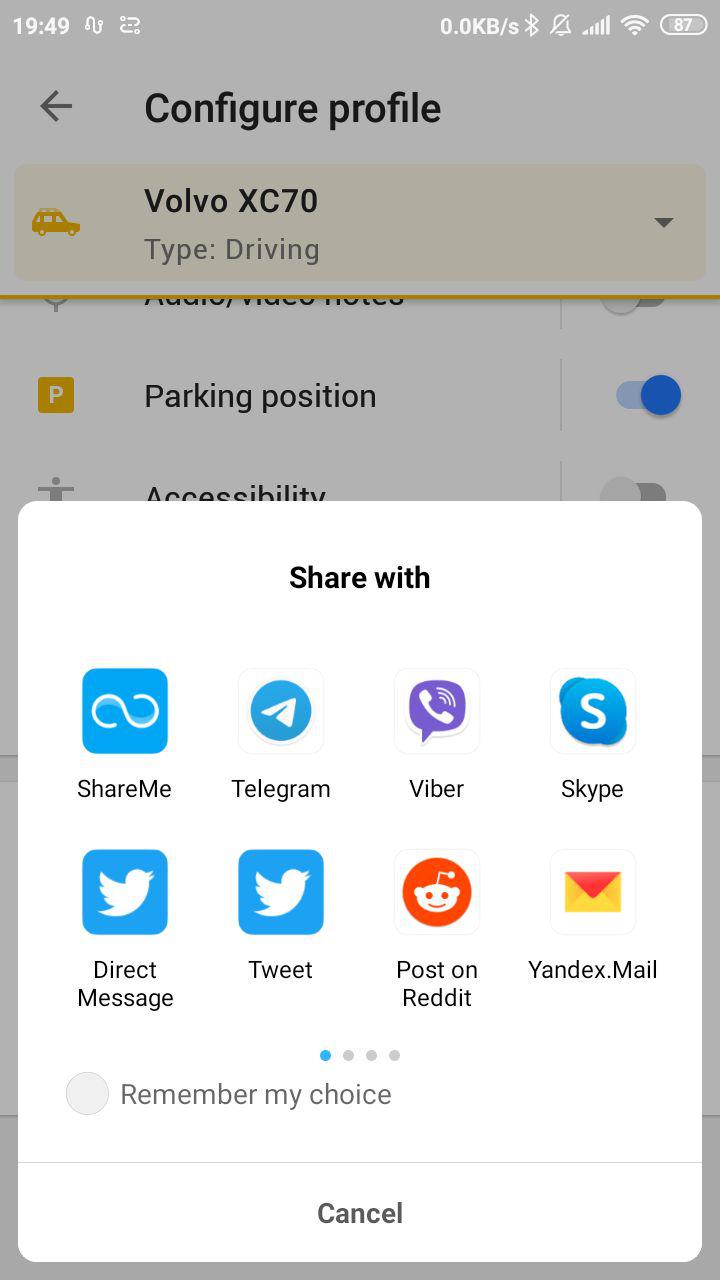 19:49
0.0KB/s
87
Configure profile
Volvo XC70
Type: Driving
Audio/video notes
P
Parking position
Accessibility
Share with
ShareMe
Telegram
Viber
S
Skype
Direct
Message
Tweet
Post on
Reddit
Yandex.Mail
Remember my choice
Cancel